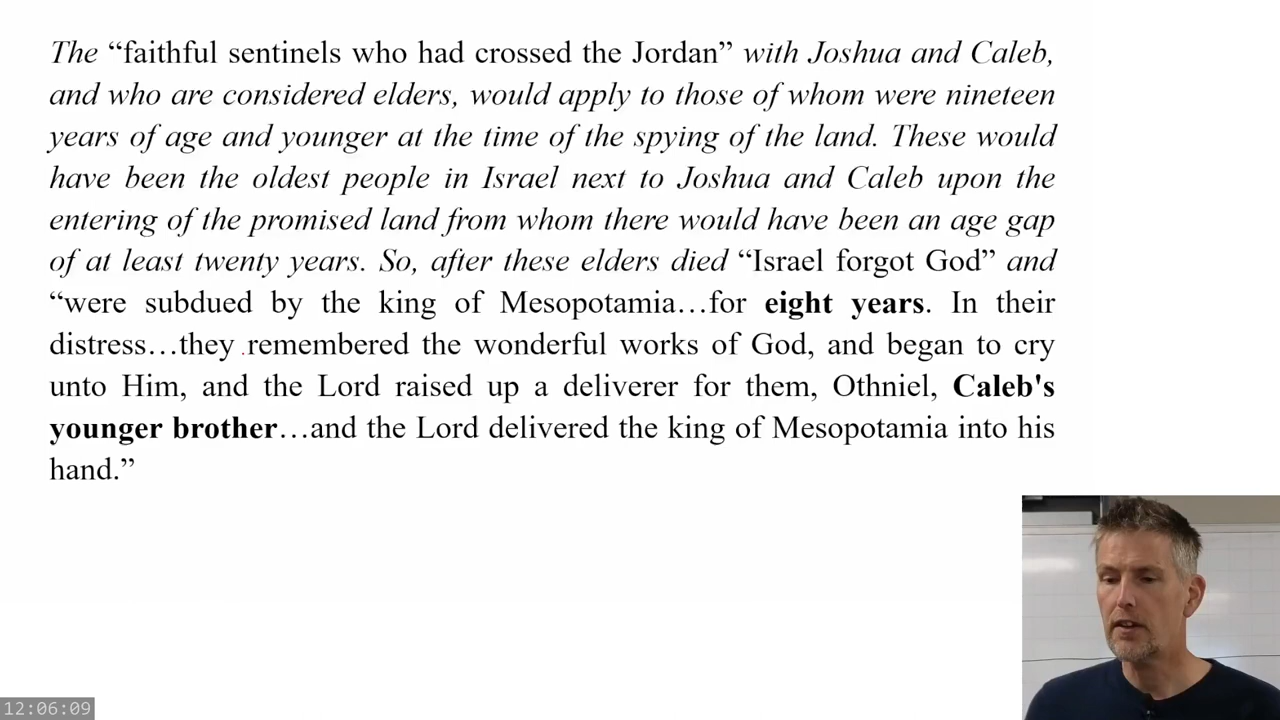 The “faithful sentinels who had crossed the Jordan” with Joshua and Caleb,
and who are considered elders, would apply to those of whom were nineteen
years of age and younger at the time of the spying of the land. These would
have been the oldest people in Israel next to Joshua and Caleb upon the
entering of the promised land from whom there would have been an age gap
of at least twenty years. So, after these elders died “Israel forgot God” and
“were subdued by the king of Mesopotamia…for eight years. In their
distress…they remembered the wonderful works of God, and began to cry
unto Him, and the Lord raised up a deliverer for them, Othniel, Caleb's
younger brother…and the Lord delivered the king of Mesopotamia into his
hand.”
12:06:09